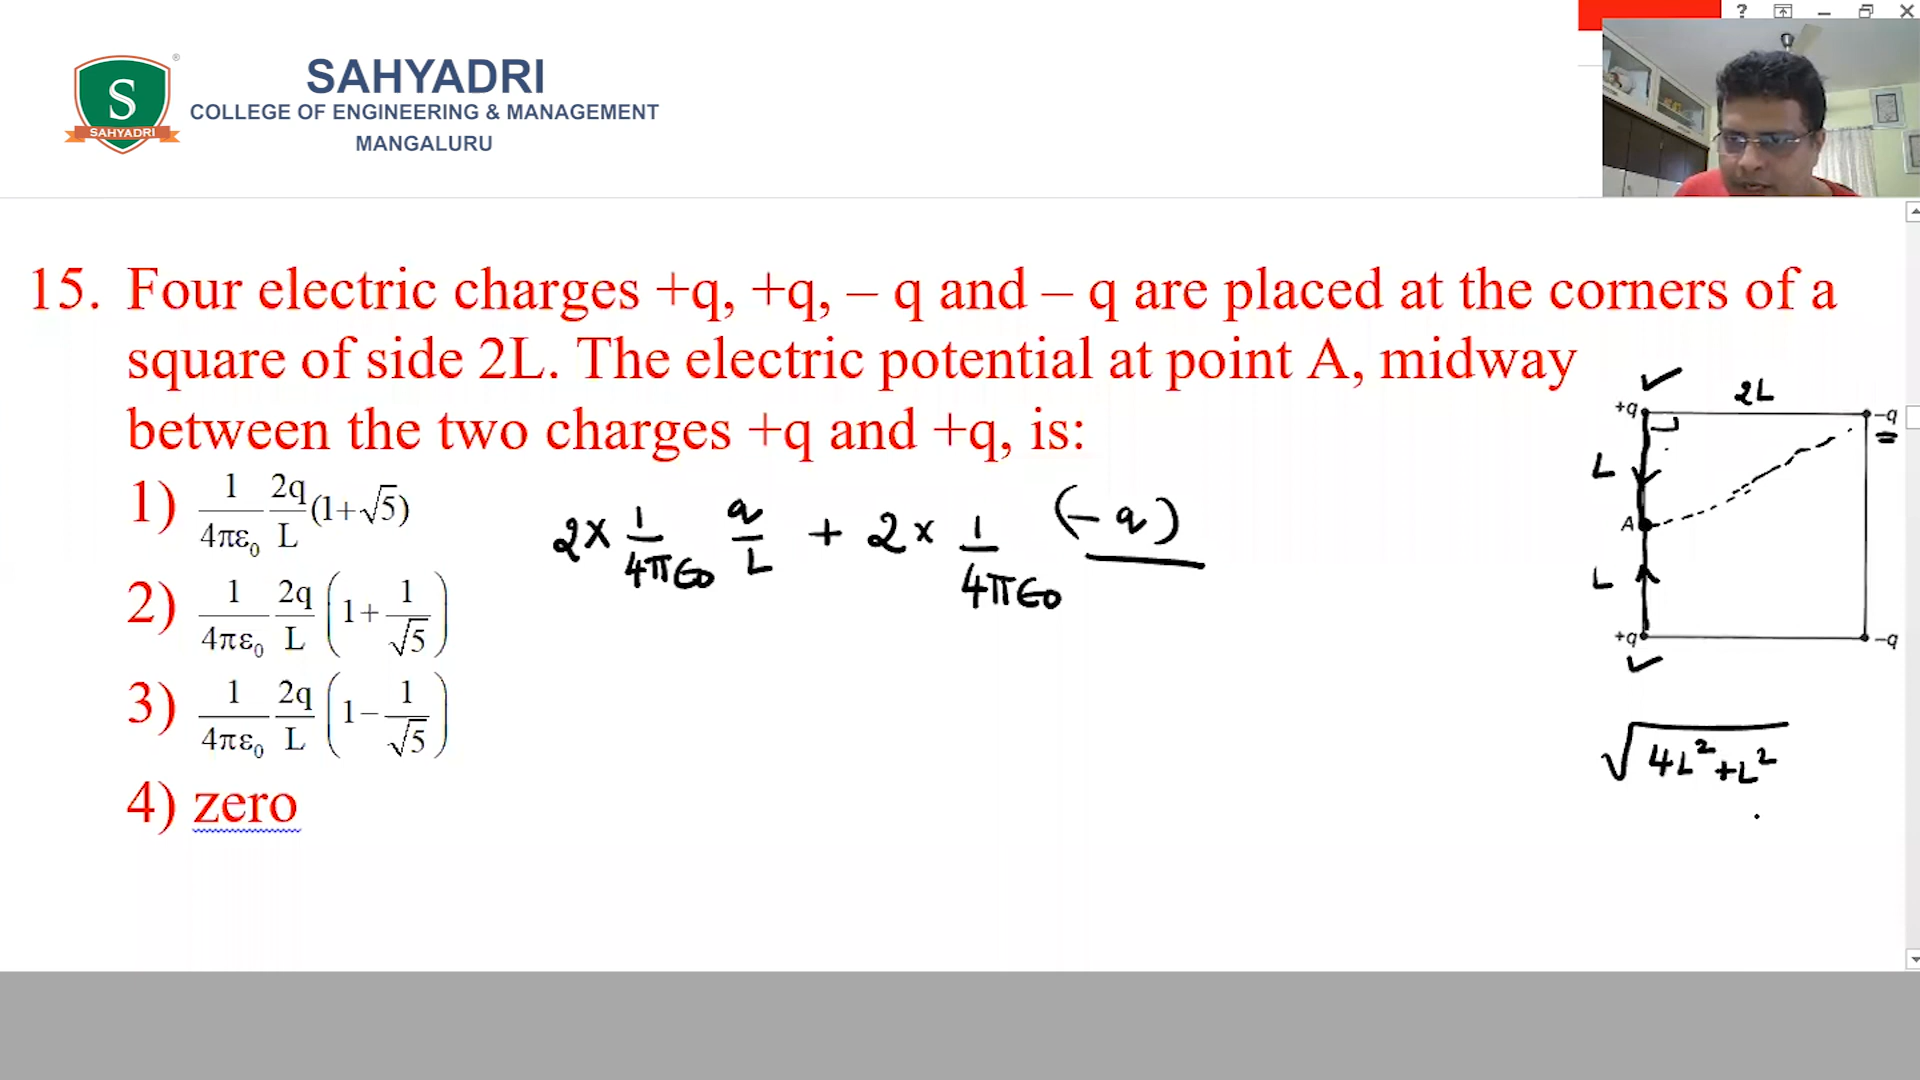 S
SAHYADRI
®
SAHYADRI
COLLEGE OF ENGINEERING & MANAGEMENT
MANGALURU
?
15. Four electric charges +q, +q, – q and – q are placed at the corners of a
square of side 2L. The electric potential at point A, midway
between the two charges +q and +q, is:
1) 1/4πε₀ 2q/L (1+√5)
2) 1/4πε₀ 2q/L (1+1/√5)
3) 1/4πε₀ 2q/L (1−1/√5)
4) zero
2 × 1/4πε₀ q/L + 2 × 1/4πε₀ (−q)
2L
+q
−q
L
A
L
+q
−q
√4L²+L²